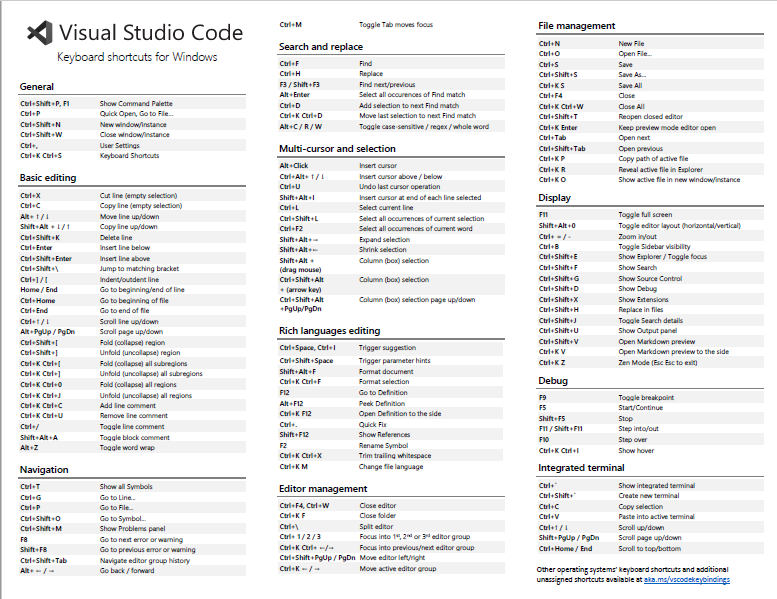 Visual Studio Code
Keyboard shortcuts for Windows
General
Ctrl+Shift+P, F1 Show Command Palette
Ctrl+P Quick Open, Go to File...
Ctrl+Shift+N New window/instance
Ctrl+Shift+W Close window/instance
Ctrl+, User Settings
Ctrl+K Ctrl+S Keyboard Shortcuts
Basic editing
Ctrl+X Cut line (empty selection)
Ctrl+C Copy line (empty selection)
Alt+ ↑ / ↓ Move line up/down
Shift+Alt + ↓ / ↑ Copy line up/down
Ctrl+Shift+K Delete line
Ctrl+Enter Insert line below
Ctrl+Shift+Enter Insert line above
Ctrl+Shift+\ Jump to matching bracket
Ctrl+] / [ Indent/outdent line
Home / End Go to beginning/end of line
Ctrl+Home Go to beginning of file
Ctrl+End Go to end of file
Ctrl+↑ / ↓ Scroll line up/down
Alt+PgUp / PgDn Scroll page up/down
Ctrl+Shift+[ Fold (collapse) region
Ctrl+Shift+] Unfold (uncollapse) region
Ctrl+K Ctrl+[ Fold (collapse) all subregions
Ctrl+K Ctrl+] Unfold (uncollapse) all subregions
Ctrl+K Ctrl+0 Fold (collapse) all regions
Ctrl+K Ctrl+J Unfold (uncollapse) all regions
Ctrl+K Ctrl+C Add line comment
Ctrl+K Ctrl+U Remove line comment
Ctrl+/ Toggle line comment
Shift+Alt+A Toggle block comment
Alt+Z Toggle word wrap
Navigation
Ctrl+T Show all Symbols
Ctrl+G Go to Line...
Ctrl+P Go to File...
Ctrl+Shift+O Go to Symbol...
Ctrl+Shift+M Show Problems panel
F8 Go to next error or warning
Shift+F8 Go to previous error or warning
Ctrl+Shift+Tab Navigate editor group history
Alt+ ← / → Go back / forward
Ctrl+M Toggle Tab moves focus
Search and replace
Ctrl+F Find
Ctrl+H Replace
F3 / Shift+F3 Find next/previous
Alt+Enter Select all occurences of Find match
Ctrl+D Add selection to next Find match
Ctrl+K Ctrl+D Move last selection to next Find match
Alt+C / R / W Toggle case-sensitive / regex / whole word
Multi-cursor and selection
Alt+Click Insert cursor
Ctrl+Alt+ ↑ / ↓ Insert cursor above / below
Ctrl+U Undo last cursor operation
Shift+Alt+I Insert cursor at end of each line selected
Ctrl+L Select current line
Ctrl+Shift+L Select all occurrences of current selection
Ctrl+F2 Select all occurrences of current word
Shift+Alt+→ Expand selection
Shift+Alt+← Shrink selection
Shift+Alt + Column (box) selection
(drag mouse)
Ctrl+Shift+Alt Column (box) selection
+ (arrow key)
Ctrl+Shift+Alt Column (box) selection page up/down
+PgUp/PgDn
Rich languages editing
Ctrl+Space, Ctrl+I Trigger suggestion
Ctrl+Shift+Space Trigger parameter hints
Shift+Alt+F Format document
Ctrl+K Ctrl+F Format selection
F12 Go to Definition
Alt+F12 Peek Definition
Ctrl+K F12 Open Definition to the side
Ctrl+. Quick Fix
Shift+F12 Show References
F2 Rename Symbol
Ctrl+K Ctrl+X Trim trailing whitespace
Ctrl+K M Change file language
Editor management
Ctrl+F4, Ctrl+W Close editor
Ctrl+K F Close folder
Ctrl+\ Split editor
Ctrl+ 1 / 2 / 3 Focus into 1st, 2nd or 3rd editor group
Ctrl+K Ctrl+ ←/→ Focus into previous/next editor group
Ctrl+Shift+PgUp / PgDn Move editor left/right
Ctrl+K ← / → Move active editor group
File management
Ctrl+N New File
Ctrl+O Open File...
Ctrl+S Save
Ctrl+Shift+S Save As...
Ctrl+K S Save All
Ctrl+F4 Close
Ctrl+K Ctrl+W Close All
Ctrl+Shift+T Reopen closed editor
Ctrl+K Enter Keep preview mode editor open
Ctrl+Tab Open next
Ctrl+Shift+Tab Open previous
Ctrl+K P Copy path of active file
Ctrl+K R Reveal active file in Explorer
Ctrl+K O Show active file in new window/instance
Display
F11 Toggle full screen
Shift+Alt+0 Toggle editor layout (horizontal/vertical)
Ctrl+ = / - Zoom in/out
Ctrl+B Toggle Sidebar visibility
Ctrl+Shift+E Show Explorer / Toggle focus
Ctrl+Shift+F Show Search
Ctrl+Shift+G Show Source Control
Ctrl+Shift+D Show Debug
Ctrl+Shift+X Show Extensions
Ctrl+Shift+H Replace in files
Ctrl+Shift+J Toggle Search details
Ctrl+Shift+U Show Output panel
Ctrl+Shift+V Open Markdown preview
Ctrl+K V Open Markdown preview to the side
Ctrl+K Z Zen Mode (Esc Esc to exit)
Debug
F9 Toggle breakpoint
F5 Start/Continue
Shift+F5 Stop
F11 / Shift+F11 Step into/out
F10 Step over
Ctrl+K Ctrl+I Show hover
Integrated terminal
Ctrl+` Show integrated terminal
Ctrl+Shift+` Create new terminal
Ctrl+C Copy selection
Ctrl+V Paste into active terminal
Ctrl+↑ / ↓ Scroll up/down
Shift+PgUp / PgDn Scroll page up/down
Ctrl+Home / End Scroll to top/bottom
Other operating systems' keyboard shortcuts and additional
unassigned shortcuts available at aka.ms/vscodekeybindings